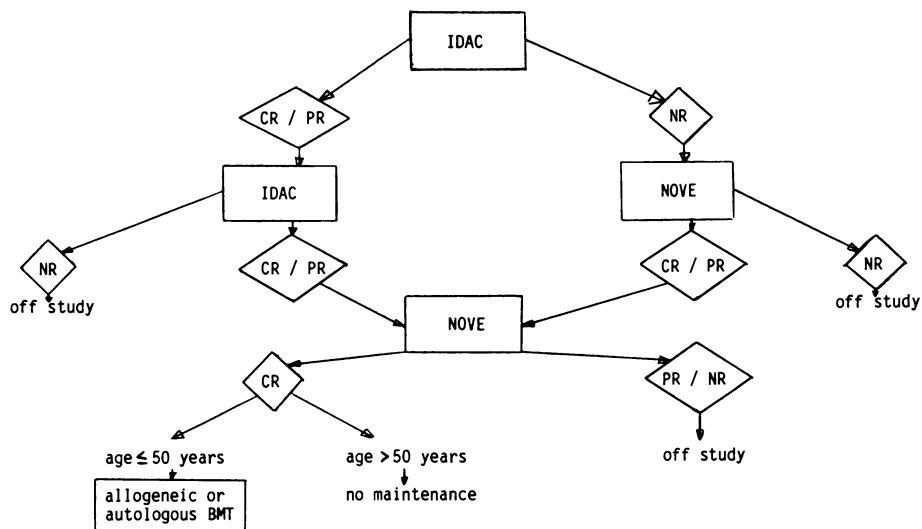 IDAC
CR / PR
NR
IDAC
NOVE
NR
off study
CR / PR
CR / PR
NR
off study
NOVE
CR
PR / NR
age ≤ 50 years
age > 50 years
off study
allogeneic or
autologous BMT
no maintenance